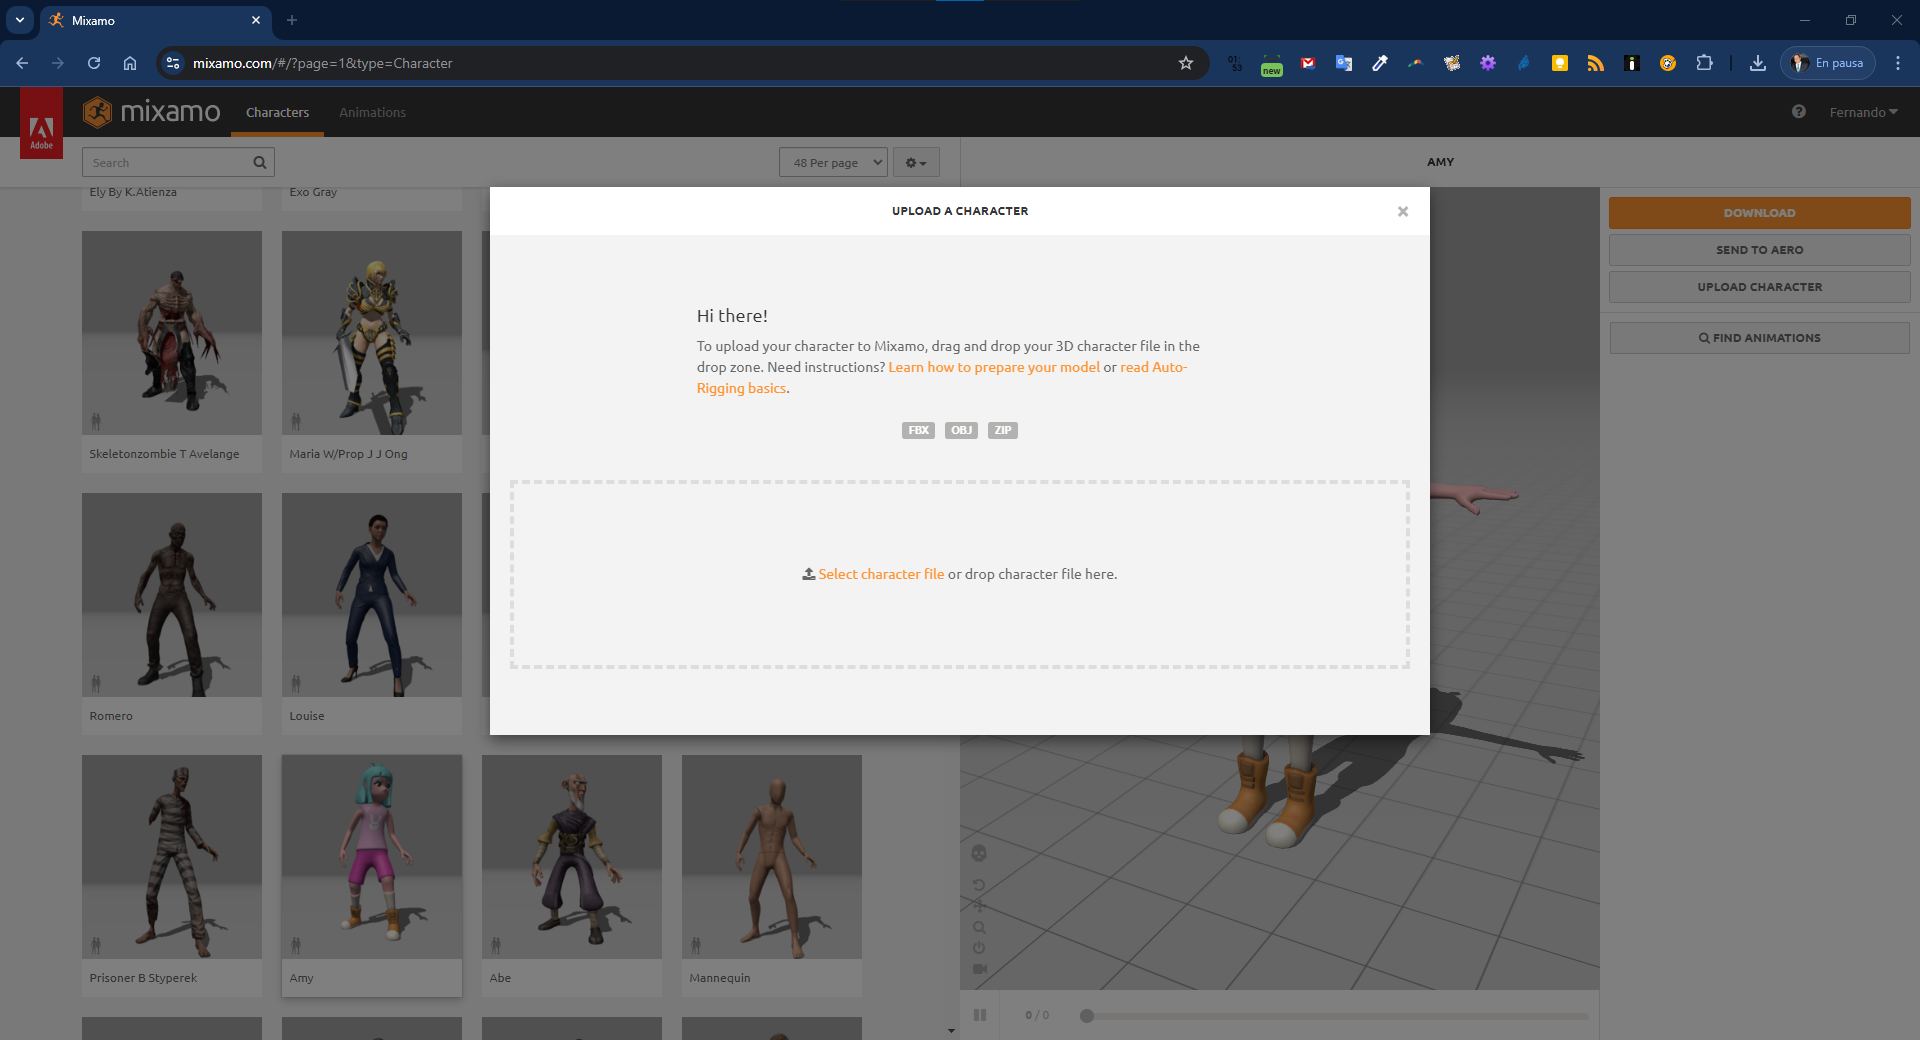 Mixamo
mixamo.com/#/?page=1&type=Character
01:
53
new
En pausa
Adobe
mixamo
Characters
Animations
Fernando
Search
48 Per page
AMY
Ely By K.Atienza
Exo Gray
UPLOAD A CHARACTER
DOWNLOAD
SEND TO AERO
UPLOAD CHARACTER
FIND ANIMATIONS
Hi there!
To upload your character to Mixamo, drag and drop your 3D character file in the
drop zone. Need instructions? Learn how to prepare your model or read Auto-
Rigging basics.
FBX OBJ ZIP
Select character file or drop character file here.
Skeletonzombie T Avelange
Maria W/Prop J J Ong
Romero
Louise
Prisoner B Styperek
Amy
Abe
Mannequin
0 / 0